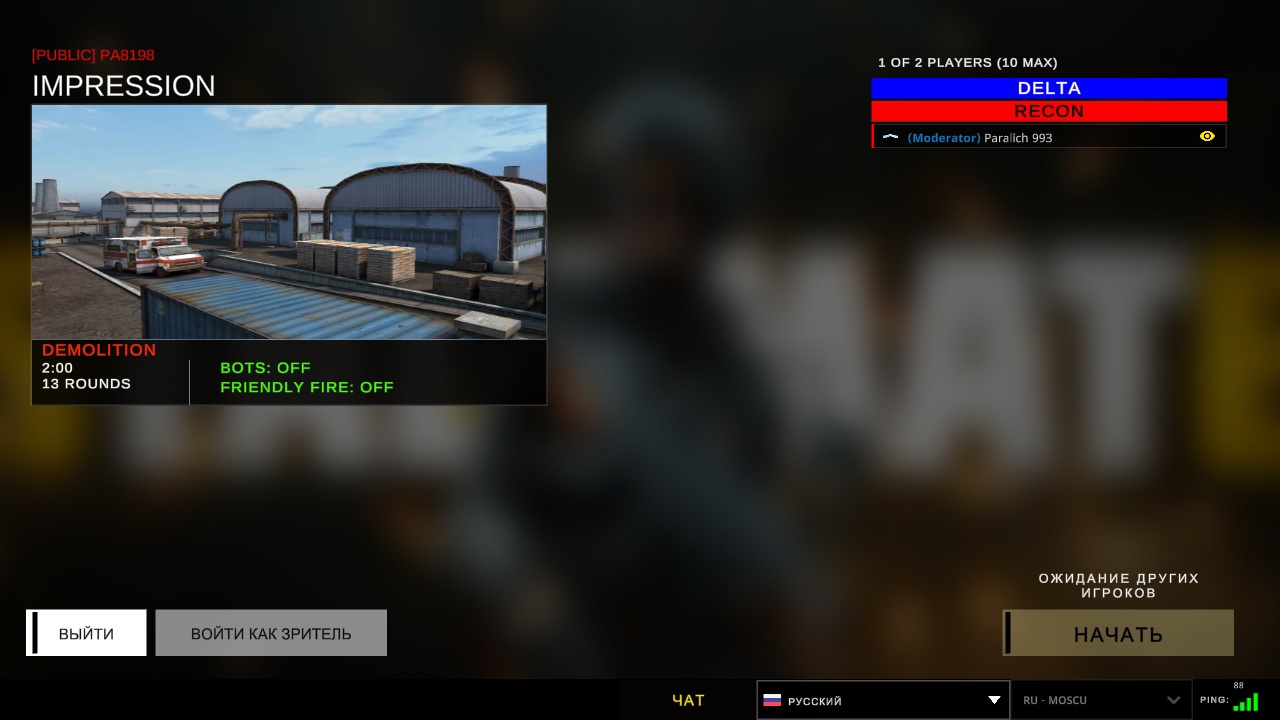 [PUBLIC] PA8198
IMPRESSION
DEMOLITION
2:00
13 ROUNDS
BOTS: OFF
FRIENDLY FIRE: OFF
1 OF 2 PLAYERS (10 MAX)
DELTA
RECON
(Moderator) Paralich 993
ОЖИДАНИЕ ДРУГИХ
ИГРОКОВ
ВЫЙТИ
ВОЙТИ КАК ЗРИТЕЛЬ
НАЧАТЬ
ЧАТ
РУССКИЙ
RU - MOSCU
PING:
88